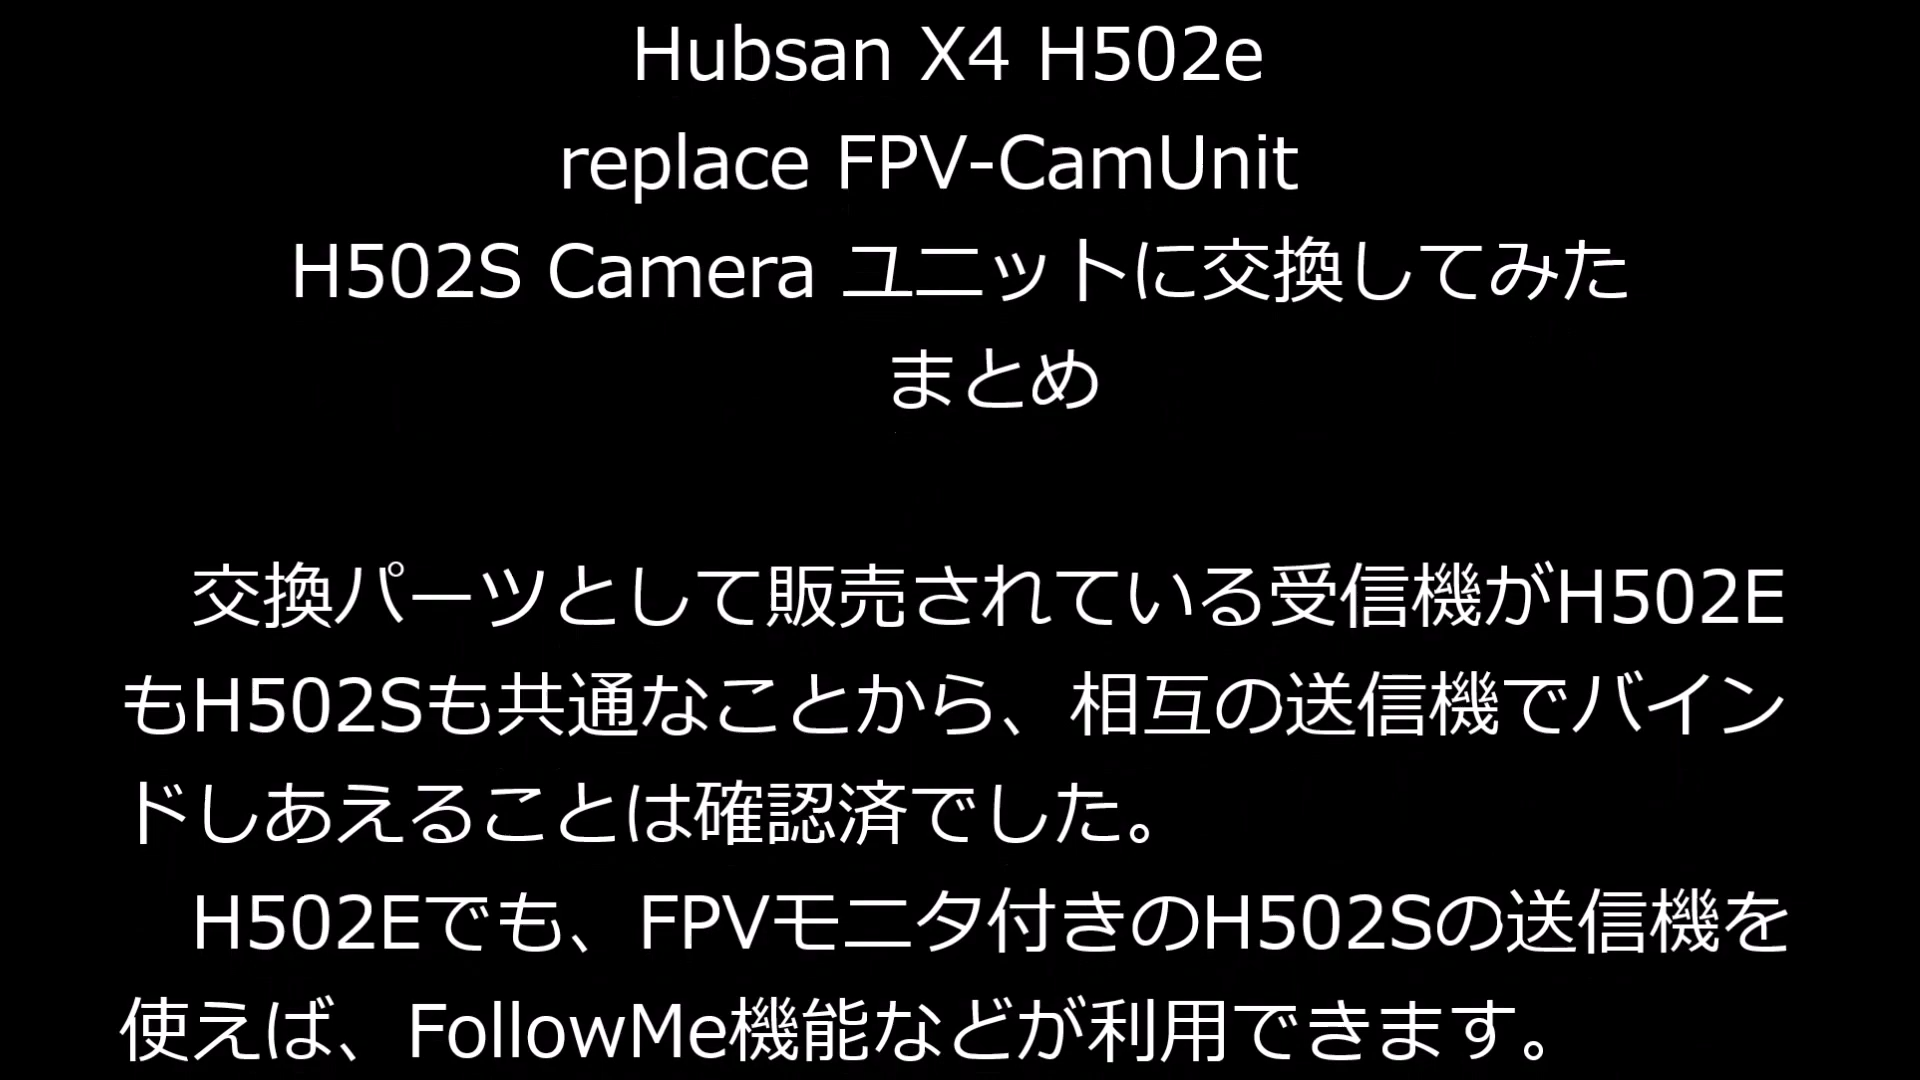 Hubsan X4 H502e
replace FPV-CamUnit
H502S Camera ユニットに交換してみた
まとめ
交換パーツとして販売されている受信機がH502E
もH502Sも共通なことから、相互の送信機でバイン
ドしあえることは確認済でした。
H502Eでも、FPVモニタ付きのH502Sの送信機を
使えば、FollowMe機能などが利用できます。